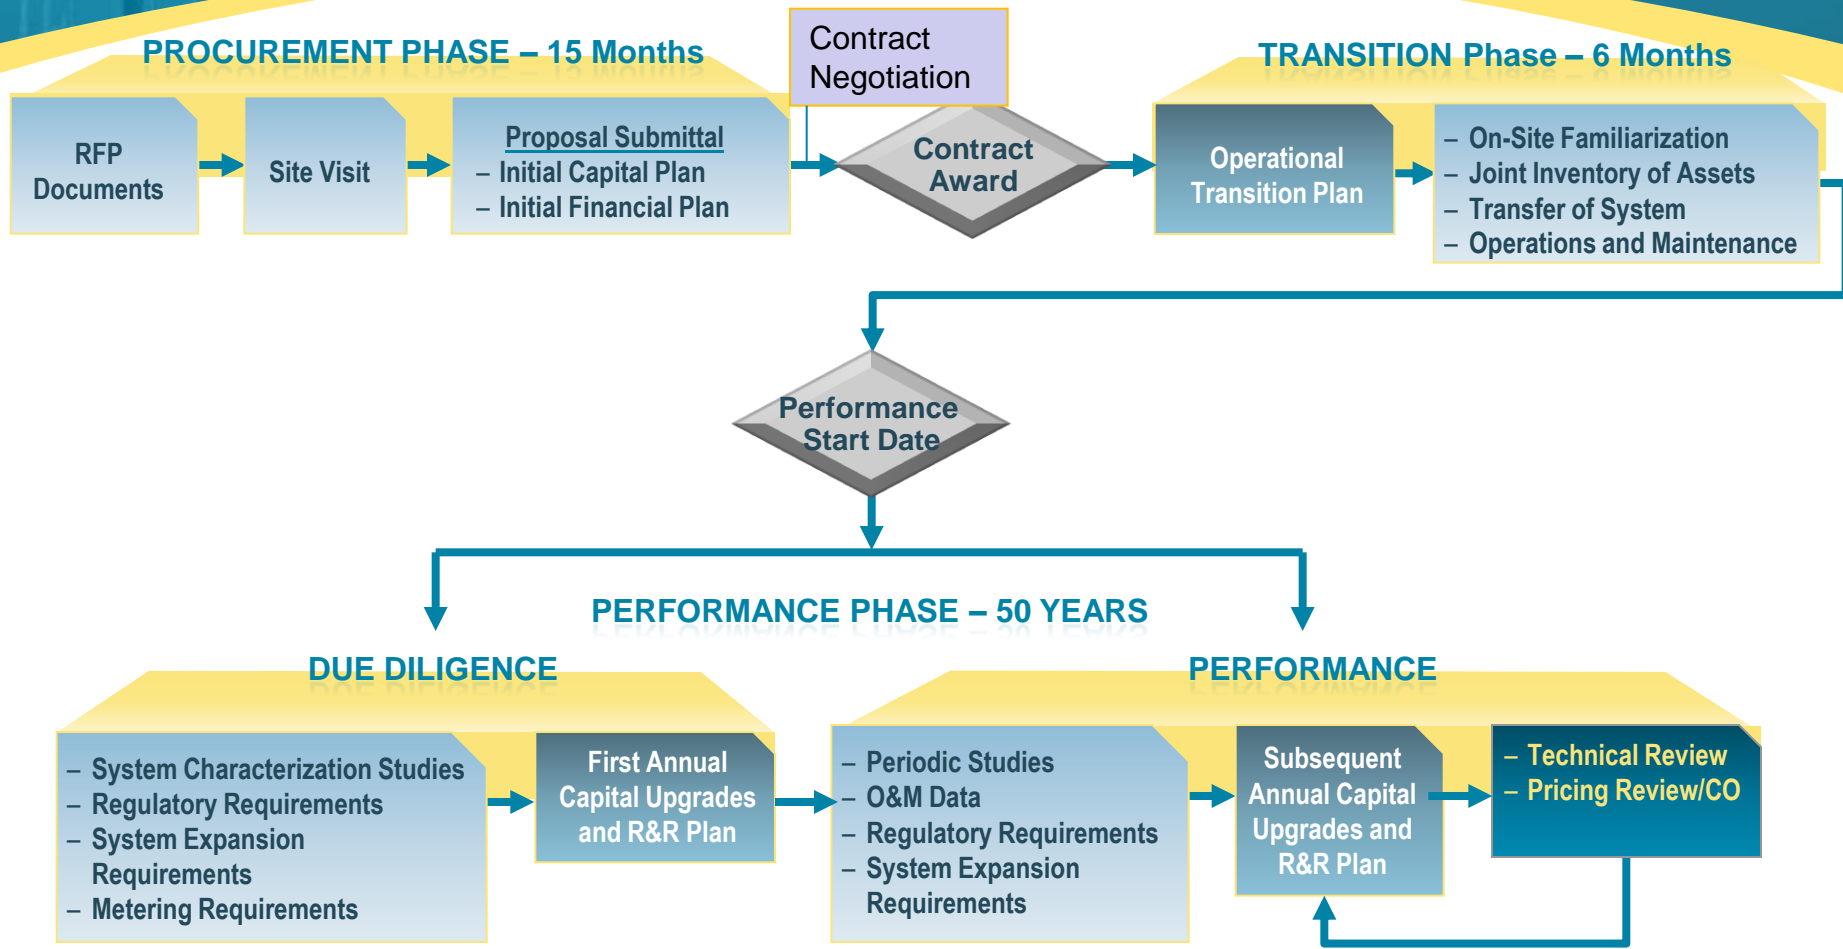 PROCUREMENT PHASE – 15 Months
Contract
Negotiation
TRANSITION Phase – 6 Months
RFP
Documents
Site Visit
Proposal Submittal
– Initial Capital Plan
– Initial Financial Plan
Contract
Award
Operational
Transition Plan
– On-Site Familiarization
– Joint Inventory of Assets
– Transfer of System
– Operations and Maintenance
Performance
Start Date
PERFORMANCE PHASE – 50 YEARS
DUE DILIGENCE
– System Characterization Studies
– Regulatory Requirements
– System Expansion
Requirements
– Metering Requirements
First Annual
Capital Upgrades
and R&R Plan
PERFORMANCE
– Periodic Studies
– O&M Data
– Regulatory Requirements
– System Expansion
Requirements
Subsequent
Annual Capital
Upgrades and
R&R Plan
– Technical Review
– Pricing Review/CO